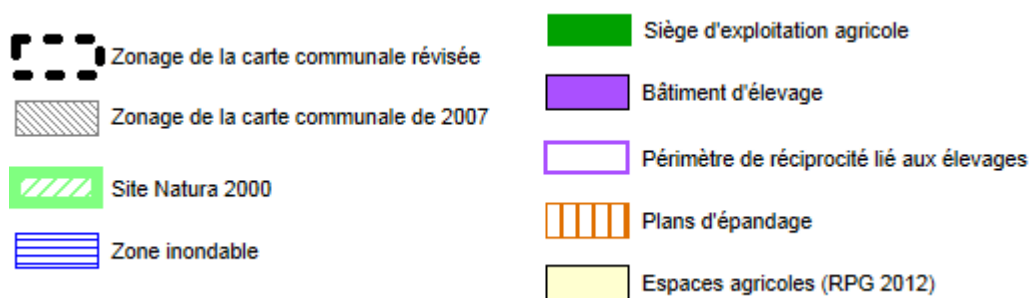 Zonage de la carte communale révisée
Zonage de la carte communale de 2007
Site Natura 2000
Zone inondable
Siège d'exploitation agricole
Bâtiment d'élevage
Périmètre de réciprocité lié aux élevages
Plans d'épandage
Espaces agricoles (RPG 2012)